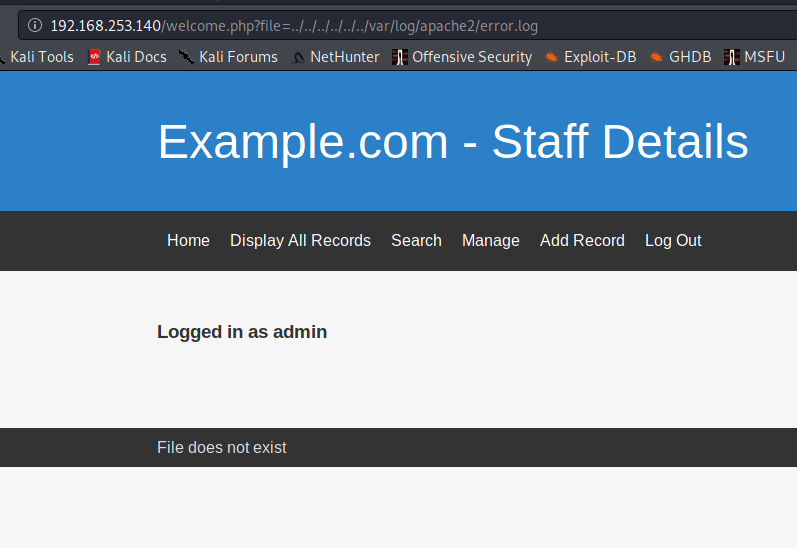 192.168.253.140/welcome.php?file=../../../../../../var/log/apache2/error.log
Kali Tools Kali Docs Kali Forums NetHunter Offensive Security Exploit-DB GHDB MSFU
Example.com - Staff Details
Home Display All Records Search Manage Add Record Log Out
Logged in as admin
File does not exist